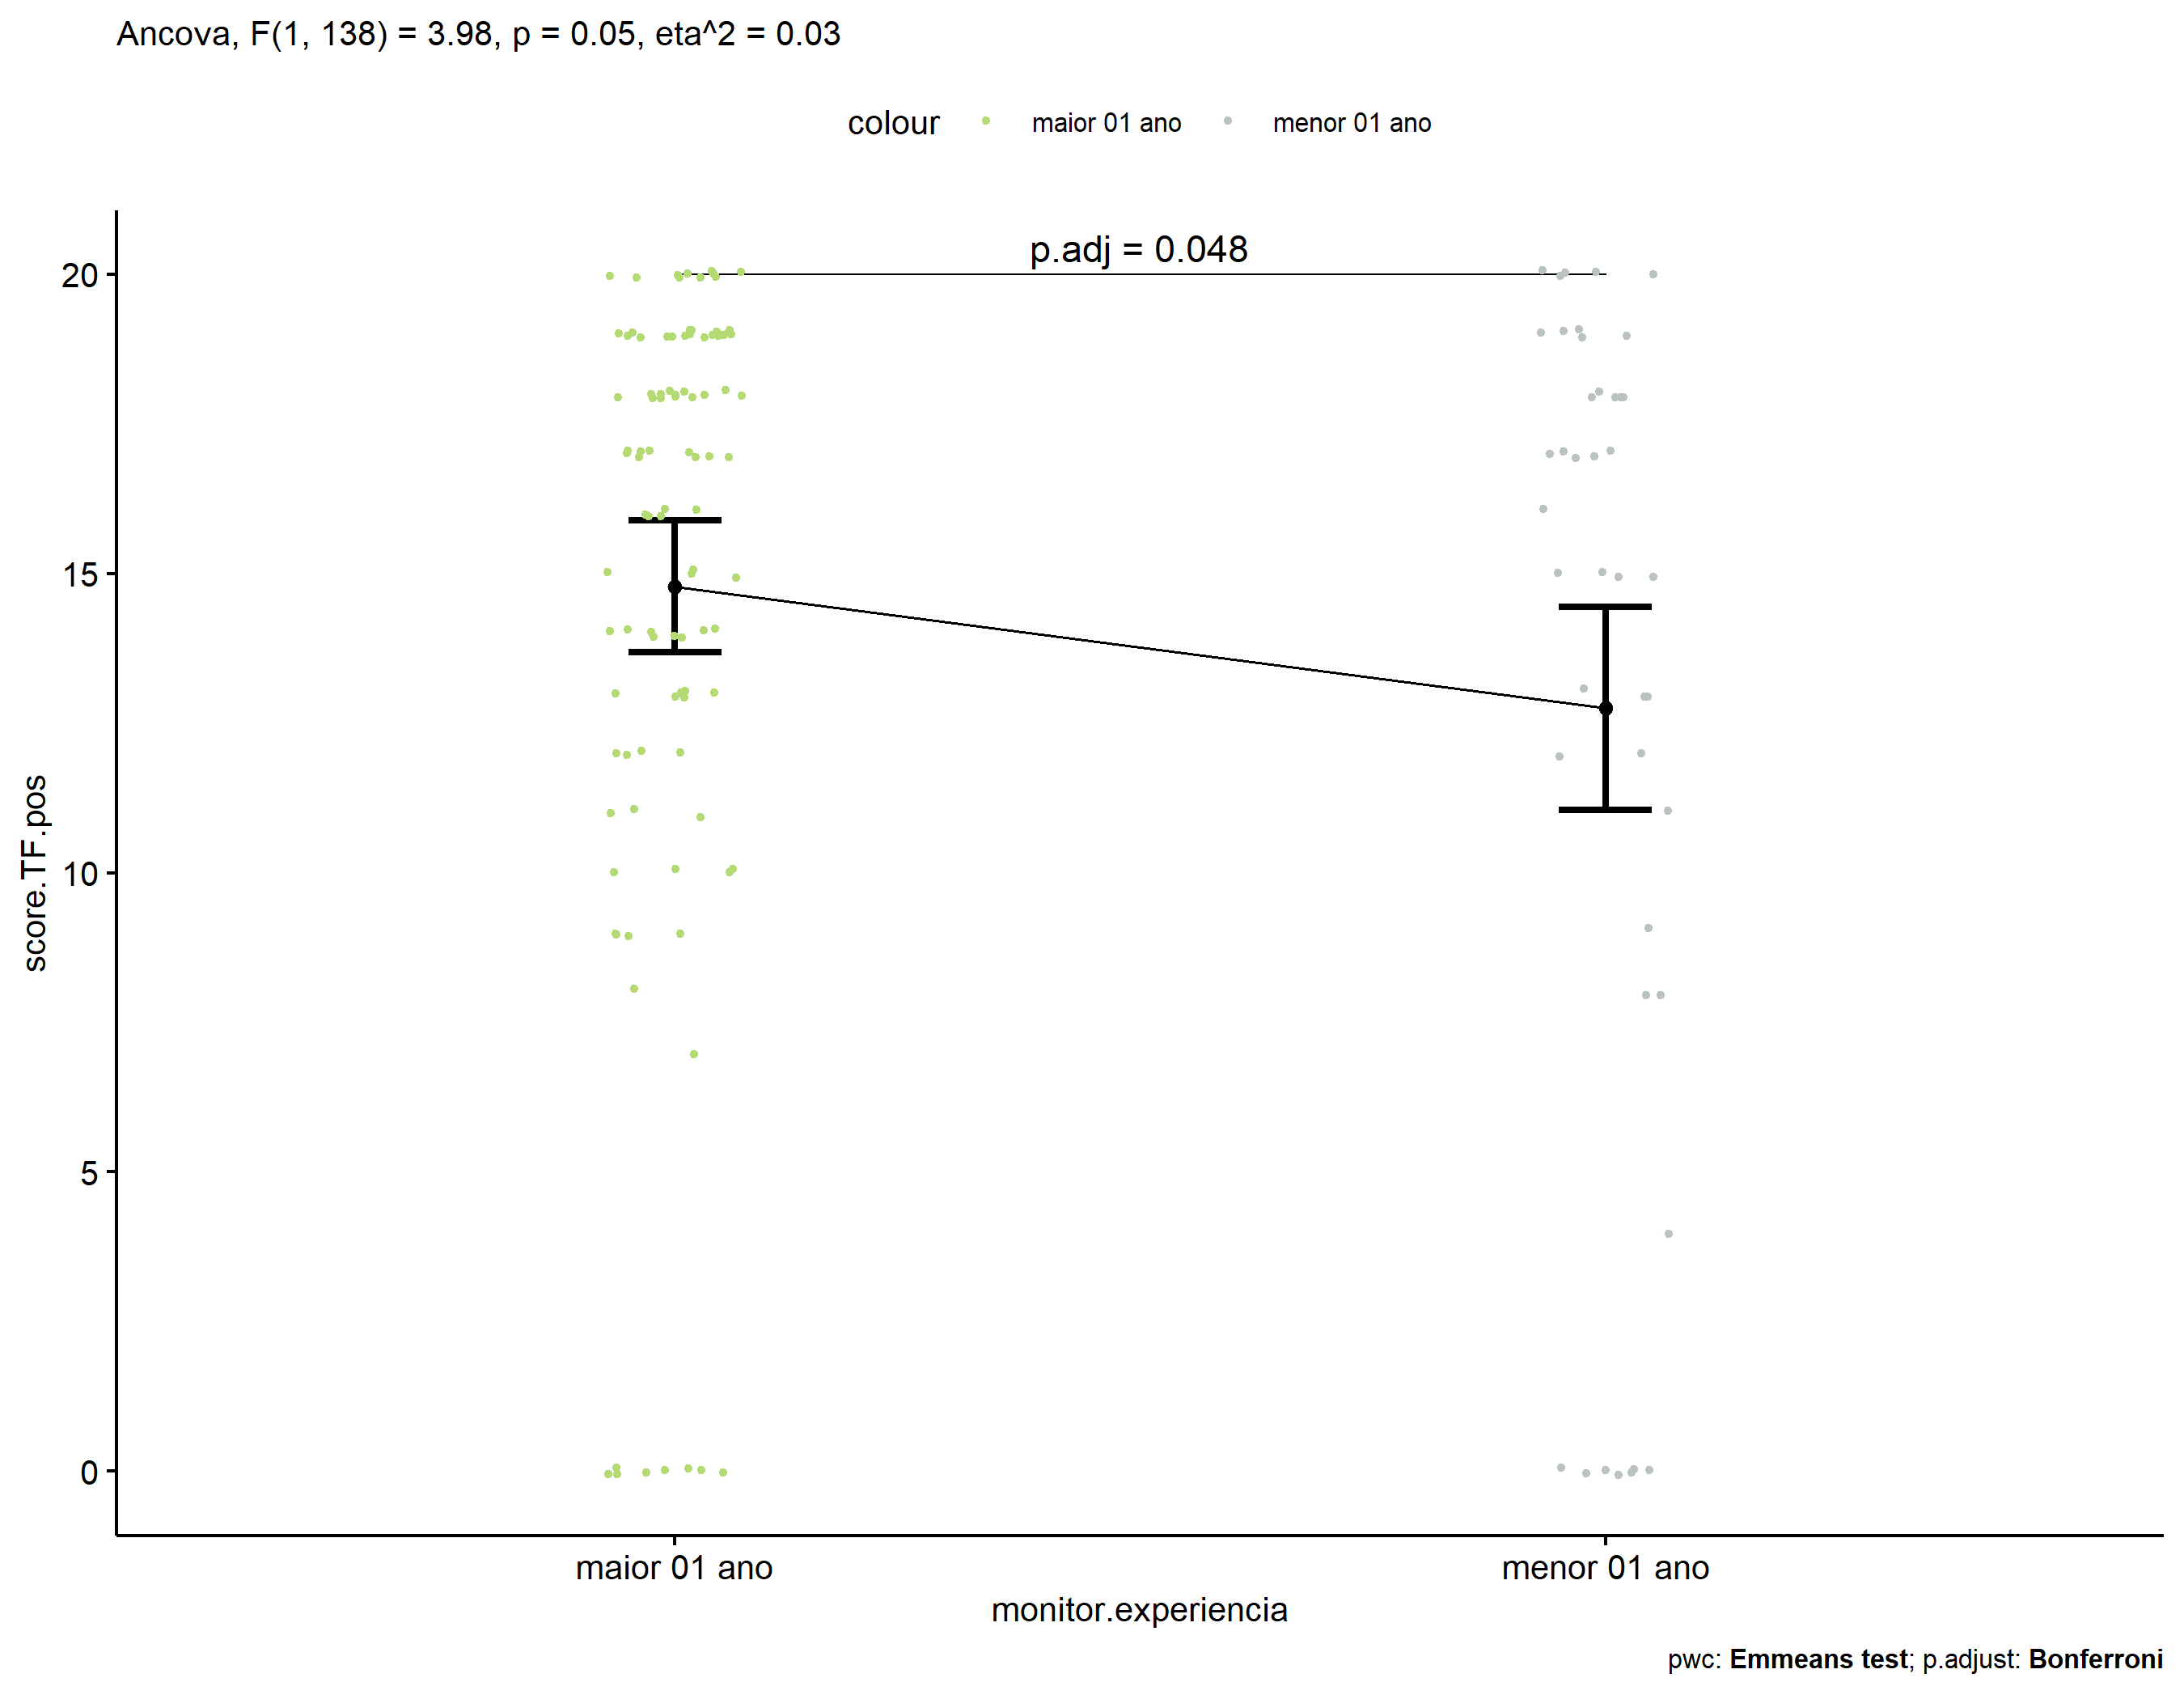 Ancova, F(1, 138) = 3.98, p = 0.05, eta^2 = 0.03
colour maior 01 ano menor 01 ano
p.adj = 0.048
20
15
10
5
0
score.TF.pos
maior 01 ano menor 01 ano
monitor.experiencia
pwc: Emmeans test; p.adjust: Bonferroni